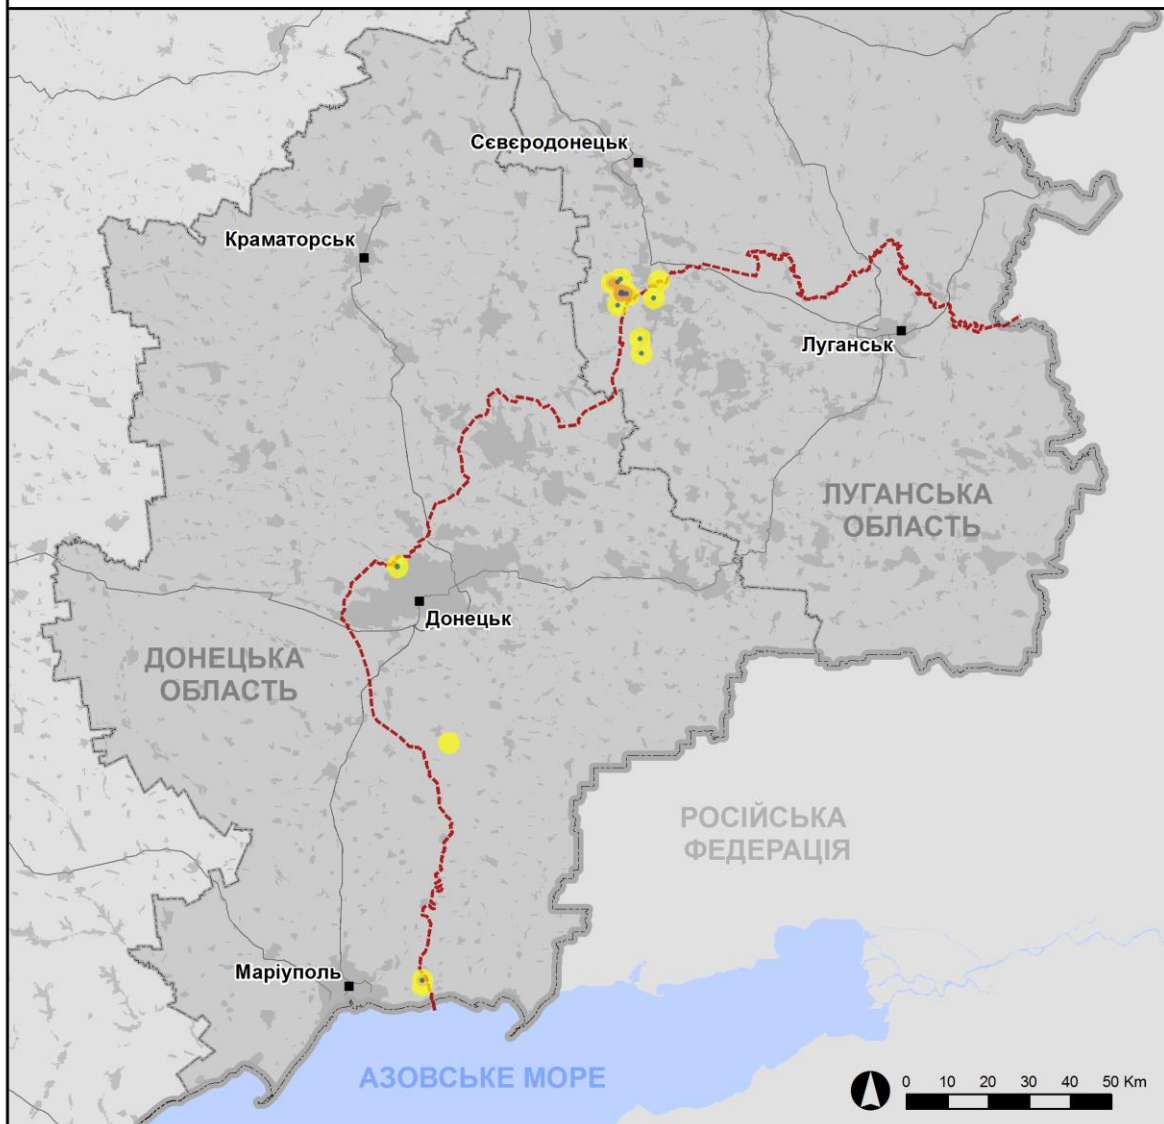 Сєвєродонецьк
Краматорськ
Луганськ
ЛУГАНСЬКА
ОБЛАСТЬ
Донецьк
ДОНЕЦЬКА
ОБЛАСТЬ
РОСІЙСЬКА
ФЕДЕРАЦІЯ
Маріуполь
АЗОВСЬКЕ МОРЕ
0 10 20 30 40 50 Km